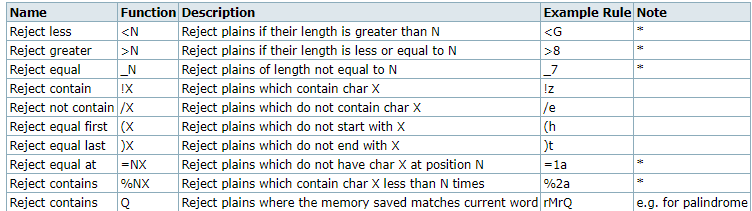 Name Function Description Example Rule Note
Reject less <N Reject plains if their length is greater than N <G *
Reject greater >N Reject plains if their length is less or equal to N >8 *
Reject equal _N Reject plains of length not equal to N _7 *
Reject contain !X Reject plains which contain char X !z
Reject not contain /X Reject plains which do not contain char X /e
Reject equal first (X Reject plains which do not start with X (h
Reject equal last )X Reject plains which do not end with X )t
Reject equal at =NX Reject plains which do not have char X at position N =1a *
Reject contains %NX Reject plains which contain char X less than N times %2a *
Reject contains Q Reject plains where the memory saved matches current word rMrQ e.g. for palindrome